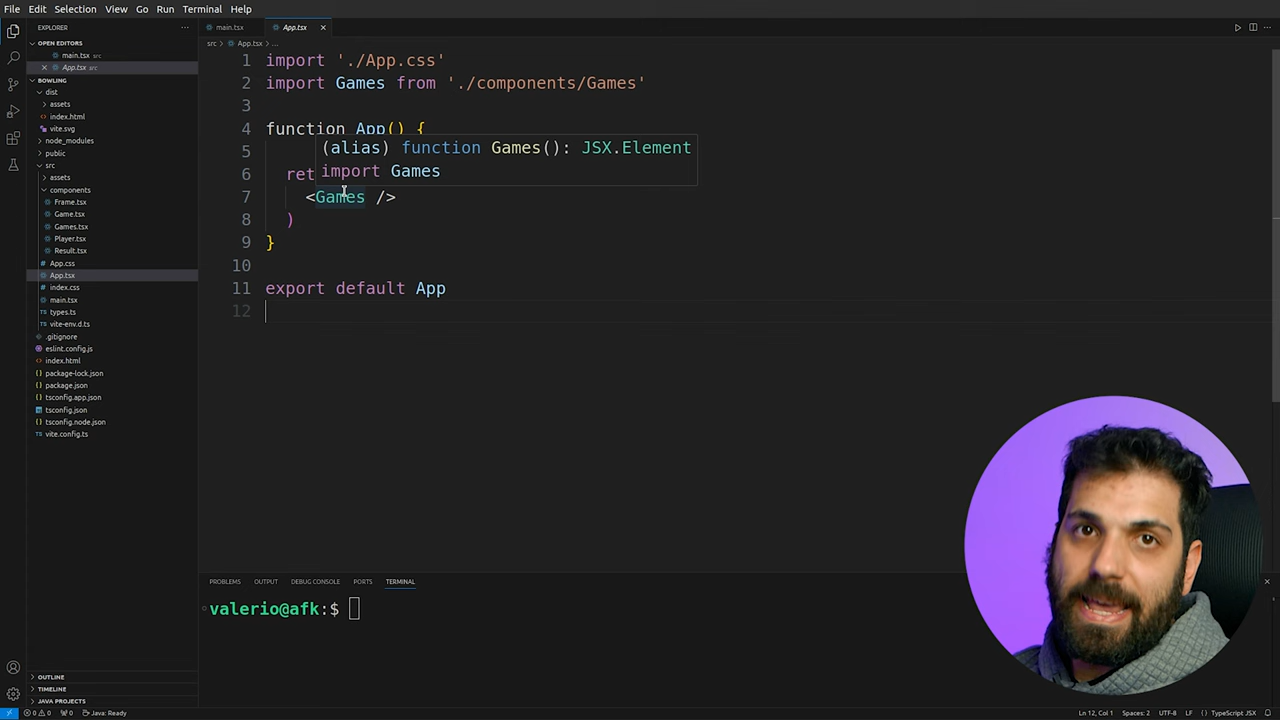 File Edit Selection View Go Run Terminal Help
EXPLORER ...
OPEN EDITORS
main.tsx src
App.tsx src
BOWLING
dist
assets
index.html
vite.svg
node_modules
public
src
assets
components
Frame.tsx
Game.tsx
Games.tsx
Player.tsx
Result.tsx
App.css
App.tsx
index.css
main.tsx
types.ts
vite-env.d.ts
.gitignore
eslint.config.js
index.html
package-lock.json
package.json
tsconfig.app.json
tsconfig.json
tsconfig.node.json
vite.config.ts
OUTLINE
TIMELINE
JAVA PROJECTS
main.tsx App.tsx
src > App.tsx > ...
1 import './App.css'
2 import Games from './components/Games'
3
4 function App() {
(alias) function Games(): JSX.Element
import Games
5
6 ret
7 <Games />
8 )
9 }
10
11 export default App
12
PROBLEMS OUTPUT DEBUG CONSOLE PORTS TERMINAL
valerio@afk:$
0 0 0 Java: Ready
Ln 12, Col 1 Spaces: 2 UTF-8 LF {} TypeScript JSX